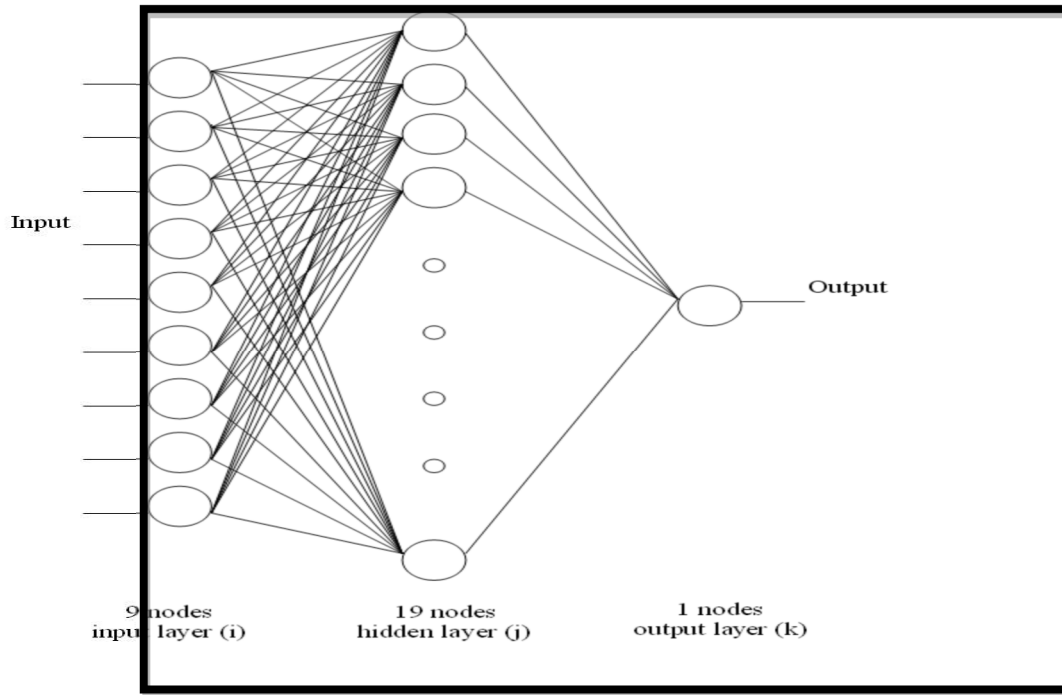 Input
Output
9 nodes
input layer (i)
19 nodes
hidden layer (j)
1 nodes
output layer (k)